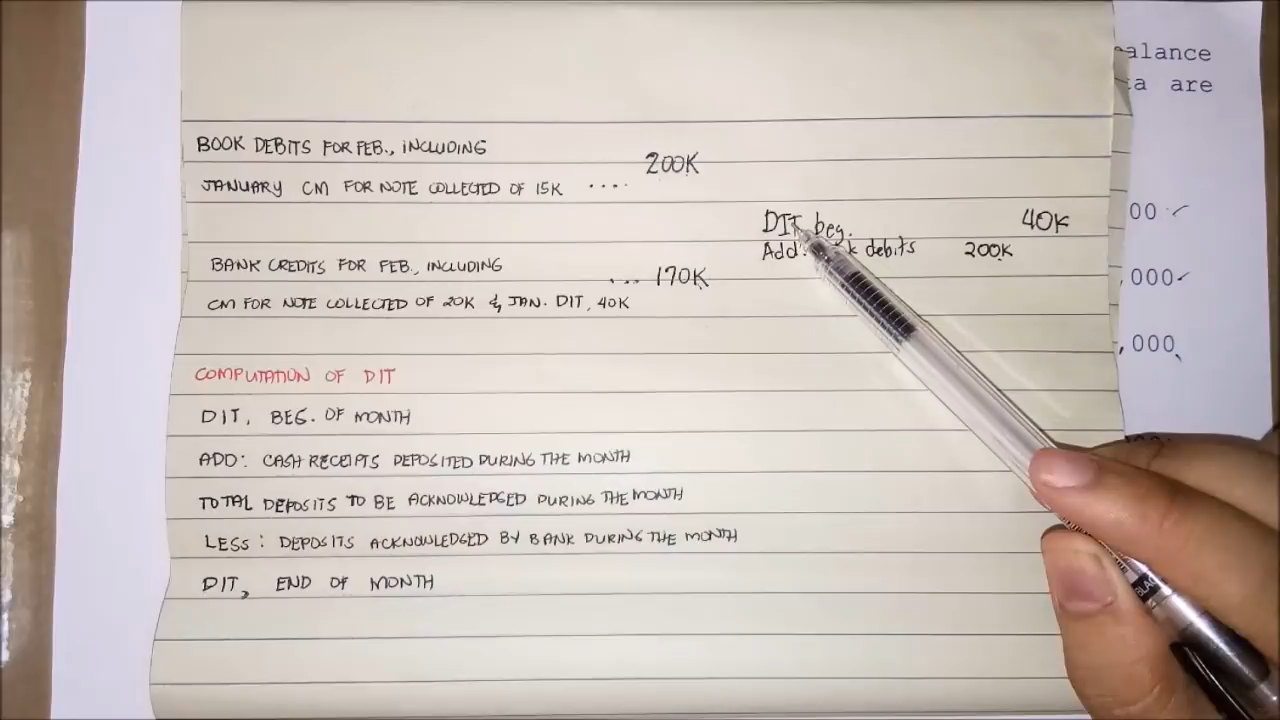 alance
ta are
BOOK DEBITS FOR FEB., INCLUDING
200K
JANUARY CM FOR NOTE COLLECTED OF 15K ....
00
DIT, beg. 40K
Add: debits 200K
BANK CREDITS FOR FEB., INCLUDING
... 170K
,000
CM FOR NOTE COLLECTED OF 20K & JAN. DIT, 40K
,000
COMPUTATION OF DIT
DIT, BEG. OF MONTH
ADD: CASH RECEIPTS DEPOSITED DURING THE MONTH
TOTAL DEPOSITS TO BE ACKNOWLEDGED DURING THE MONTH
LESS: DEPOSITS ACKNOWLEDGED BY BANK DURING THE MONTH
DIT, END OF MONTH